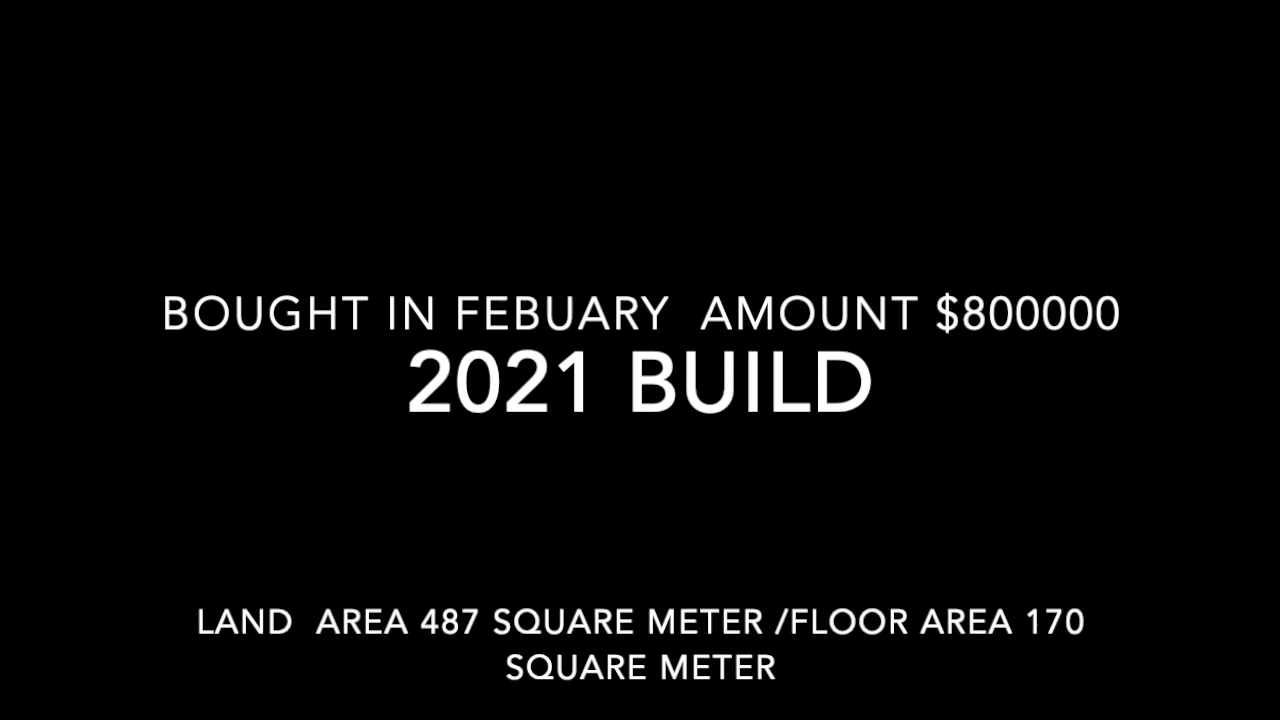 BOUGHT IN FEBUARY  AMOUNT $800000
2021 BUILD
LAND  AREA 487 SQUARE METER /FLOOR AREA 170
SQUARE METER